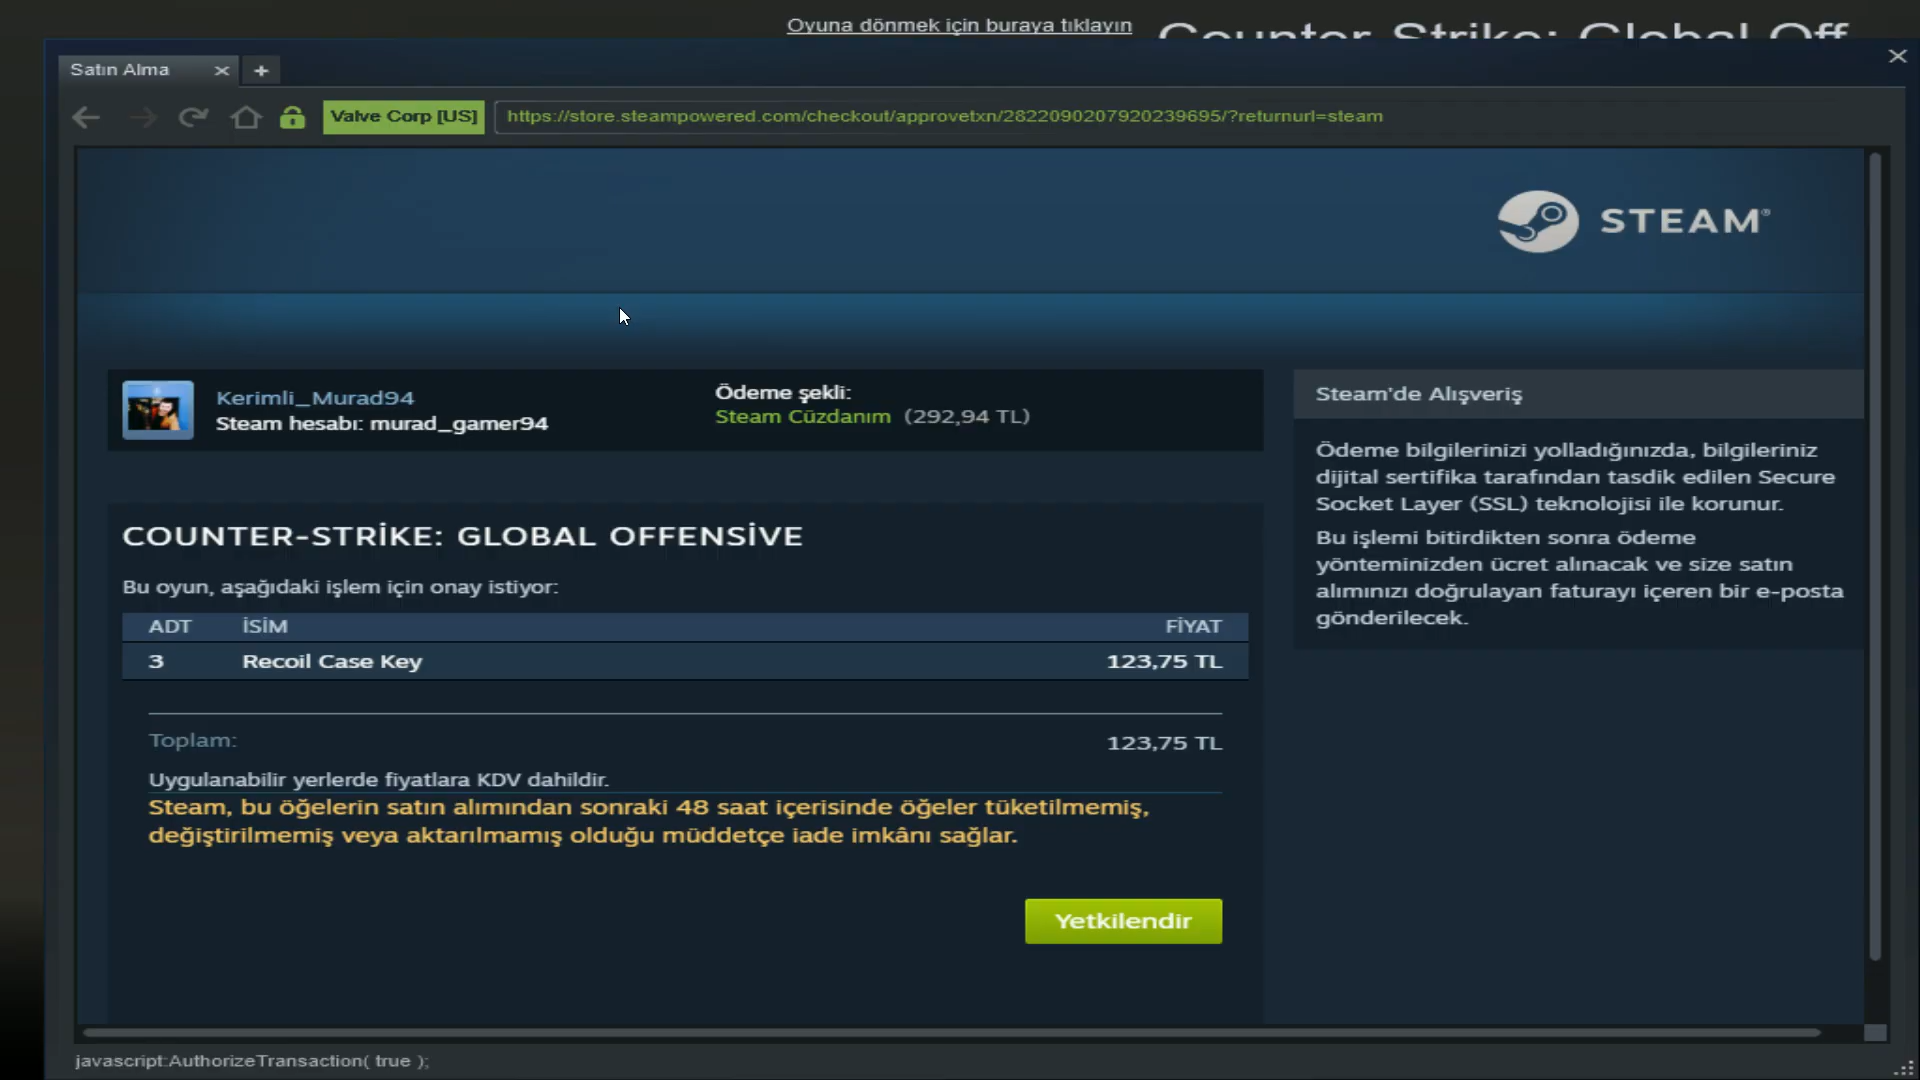 Oyuna dönmek için buraya tıklayın
Counter-Strike: Global Off
Satın Alma
Valve Corp [US]
https://store.steampowered.com/checkout/approvetxn/2822090207920239695/?returnurl=steam
STEAM®
Kerimli_Murad94
Steam hesabı: murad_gamer94
Ödeme şekli:
Steam Cüzdanım (292,94 TL)
Steam'de Alışveriş
Ödeme bilgilerinizi yolladığınızda, bilgileriniz
dijital sertifika tarafından tasdik edilen Secure
Socket Layer (SSL) teknolojisi ile korunur.
Bu işlemi bitirdikten sonra ödeme
yönteminizden ücret alınacak ve size satın
alımınızı doğrulayan faturayı içeren bir e-posta
gönderilecek.
COUNTER-STRİKE: GLOBAL OFFENSİVE
Bu oyun, aşağıdaki işlem için onay istiyor:
ADT İSİM FİYAT
3 Recoil Case Key 123,75 TL
Toplam: 123,75 TL
Uygulanabilir yerlerde fiyatlara KDV dahildir.
Steam, bu öğelerin satın alımından sonraki 48 saat içerisinde öğeler tüketilmemiş,
değiştirilmemiş veya aktarılmamış olduğu müddetçe iade imkânı sağlar.
Yetkilendir
javascript:AuthorizeTransaction( true );